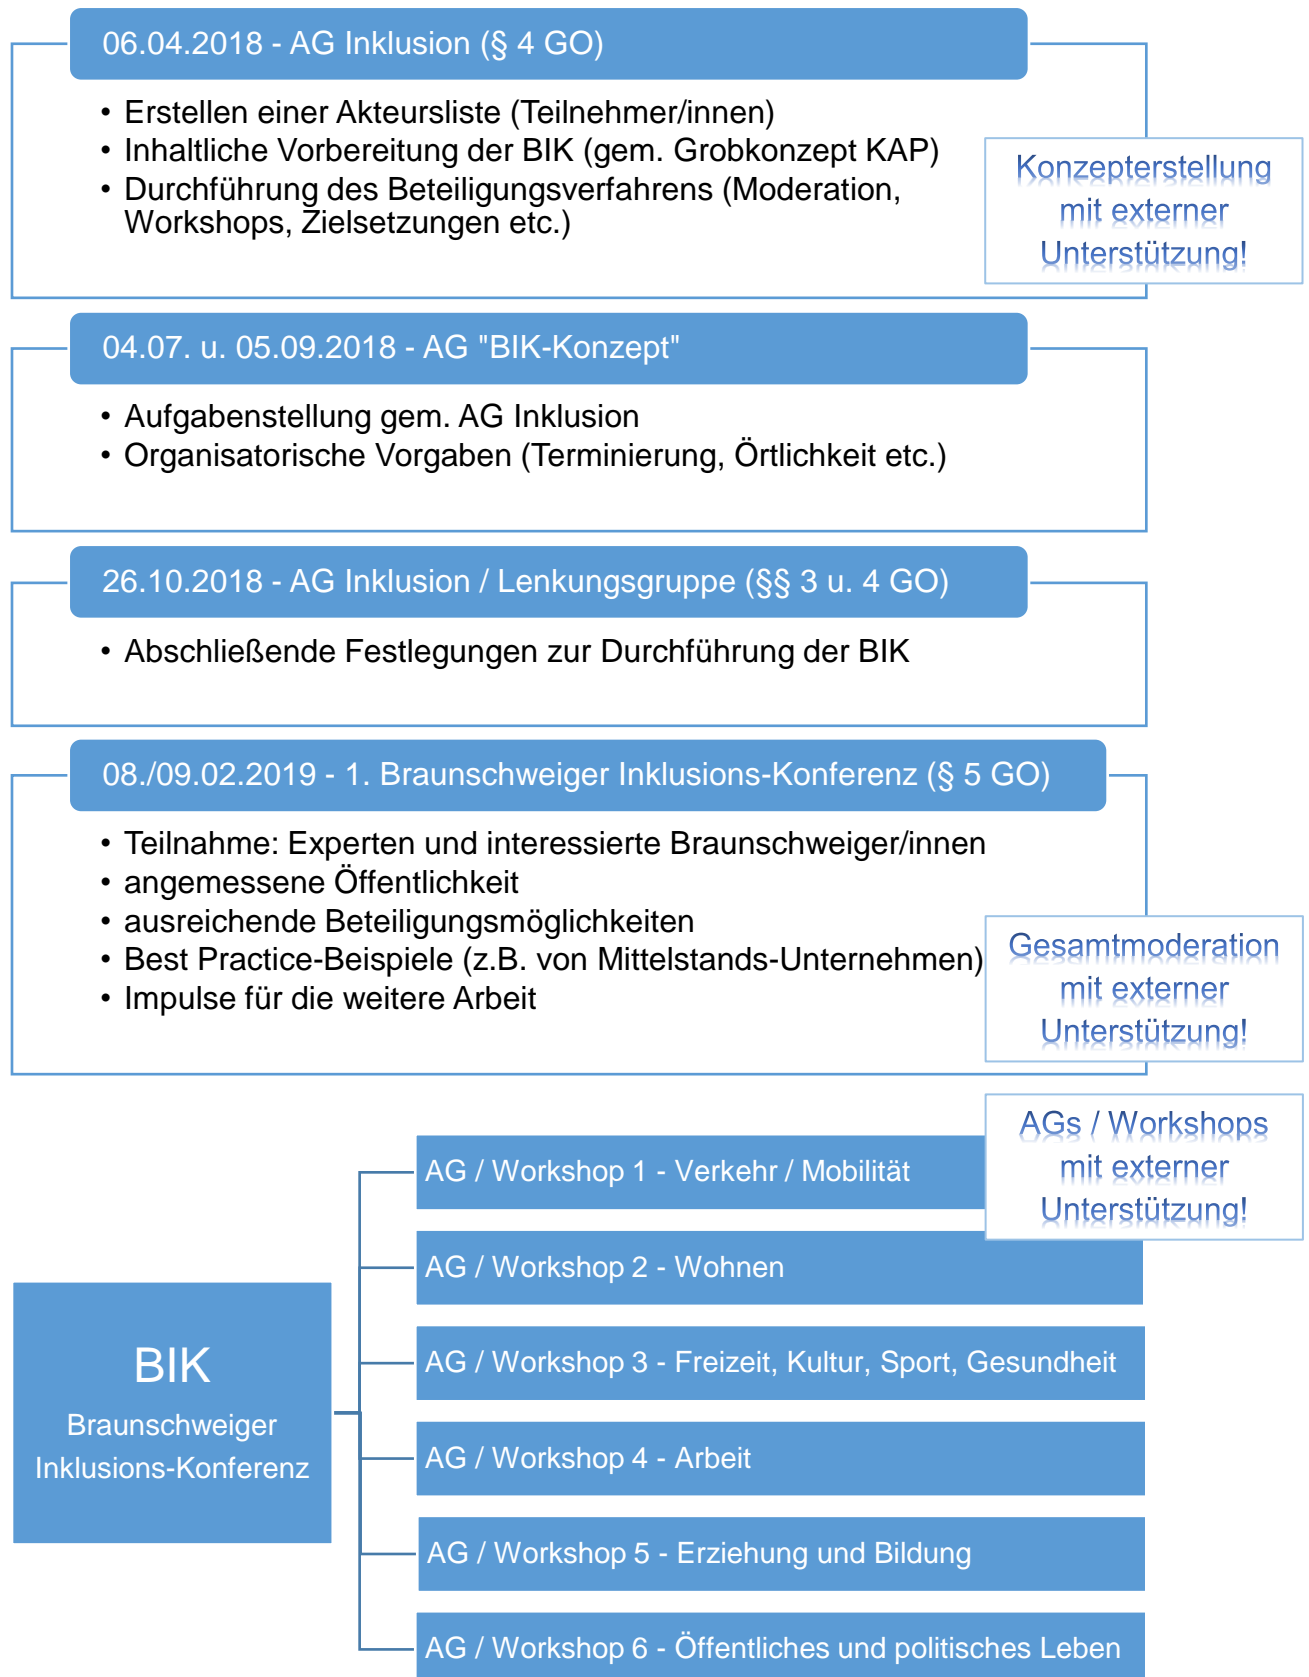 06.04.2018 - AG Inklusion (§ 4 GO)
• Erstellen einer Akteursliste (Teilnehmer/innen)
• Inhaltliche Vorbereitung der BIK (gem. Grobkonzept KAP)
• Durchführung des Beteiligungsverfahrens (Moderation,
Workshops, Zielsetzungen etc.)
Konzepterstellung
mit externer
Unterstützung!
04.07. u. 05.09.2018 - AG "BIK-Konzept"
• Aufgabenstellung gem. AG Inklusion
• Organisatorische Vorgaben (Terminierung, Örtlichkeit etc.)
26.10.2018 - AG Inklusion / Lenkungsgruppe (§§ 3 u. 4 GO)
• Abschließende Festlegungen zur Durchführung der BIK
08./09.02.2019 - 1. Braunschweiger Inklusions-Konferenz (§ 5 GO)
• Teilnahme: Experten und interessierte Braunschweiger/innen
• angemessene Öffentlichkeit
• ausreichende Beteiligungsmöglichkeiten
• Best Practice-Beispiele (z.B. von Mittelstands-Unternehmen)
• Impulse für die weitere Arbeit
Gesamtmoderation
mit externer
Unterstützung!
AGs / Workshops
mit externer
Unterstützung!
BIK
Braunschweiger
Inklusions-Konferenz
AG / Workshop 1 - Verkehr / Mobilität
AG / Workshop 2 - Wohnen
AG / Workshop 3 - Freizeit, Kultur, Sport, Gesundheit
AG / Workshop 4 - Arbeit
AG / Workshop 5 - Erziehung und Bildung
AG / Workshop 6 - Öffentliches und politisches Leben